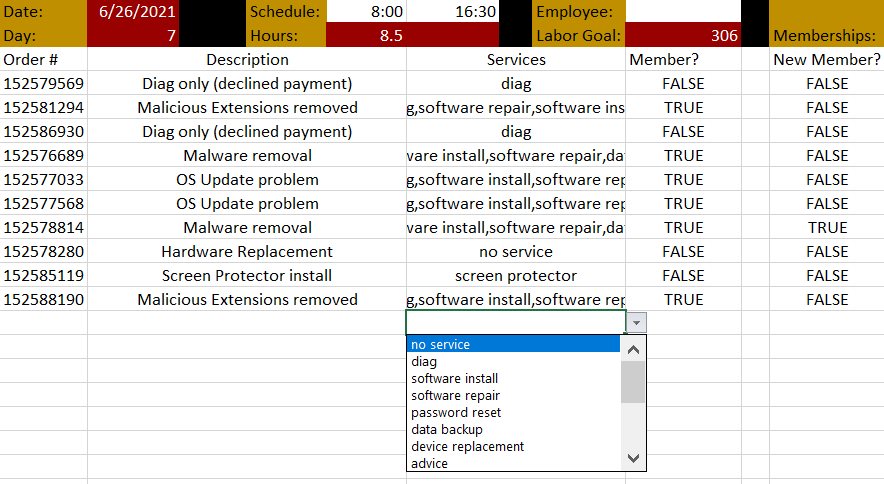 Date: 6/26/2021 Schedule: 8:00 16:30 Employee:
Day: 7 Hours: 8.5 Labor Goal: 306 Memberships:
Order # Description Services Member? New Member?
152579569 Diag only (declined payment) diag FALSE FALSE
152581294 Malicious Extensions removed g,software repair,software ins TRUE FALSE
152586930 Diag only (declined payment) diag FALSE FALSE
152576689 Malware removal ware install,software repair,da TRUE FALSE
152577033 OS Update problem g,software install,software rep TRUE FALSE
152577568 OS Update problem g,software install,software rep TRUE FALSE
152578814 Malware removal ware install,software repair,da TRUE TRUE
152578280 Hardware Replacement no service FALSE FALSE
152585119 Screen Protector install screen protector FALSE FALSE
152588190 Malicious Extensions removed g,software install,software rep TRUE FALSE
no service
diag
software install
software repair
password reset
data backup
device replacement
advice